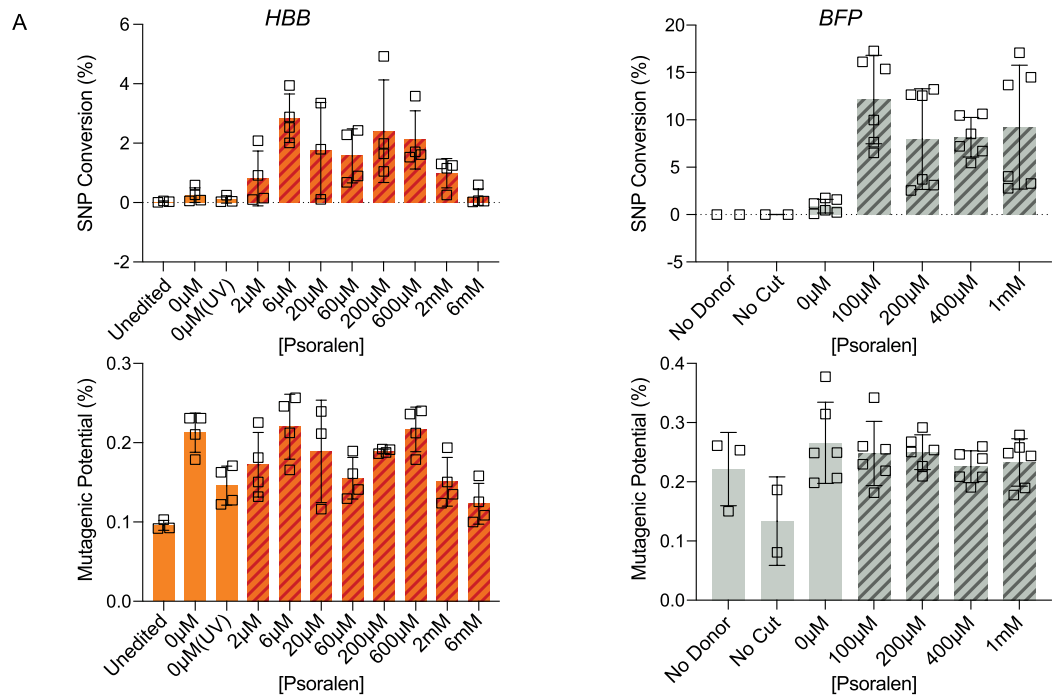 A
HBB
SNP Conversion (%)
6
4
2
0
-2
Unedited
0µM
0µM(UV)
2µM
6µM
20µM
60µM
200µM
600µM
2mM
6mM
[Psoralen]
BFP
SNP Conversion (%)
20
15
10
5
0
-5
No Donor
No Cut
0µM
100µM
200µM
400µM
1mM
[Psoralen]
Mutagenic Potential (%)
0.3
0.2
0.1
0.0
Unedited
0µM
0µM(UV)
2µM
6µM
20µM
60µM
200µM
600µM
2mM
6mM
[Psoralen]
Mutagenic Potential (%)
0.4
0.3
0.2
0.1
0.0
No Donor
No Cut
0µM
100µM
200µM
400µM
1mM
[Psoralen]